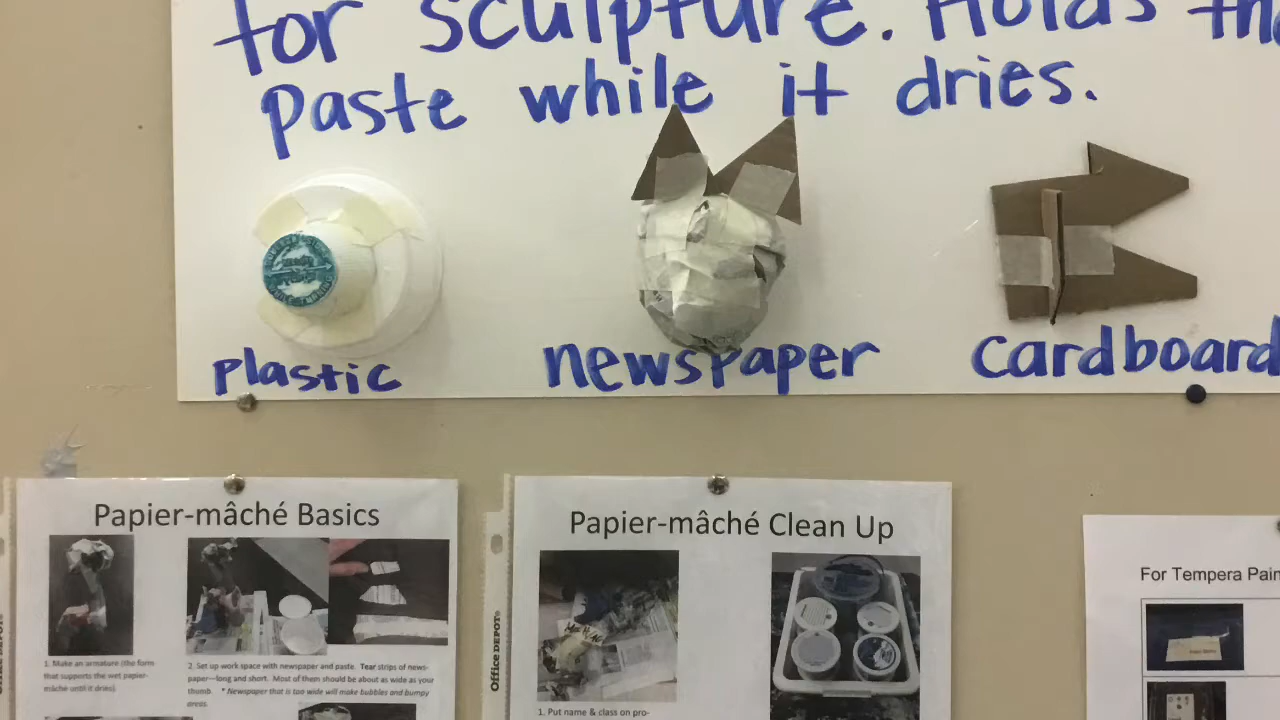 for sculpture. Holds the
paste while it dries.
plastic
newspaper
cardboard
Papier-mâché Basics
1. Make an armature (the form
that supports the wet papier-
mâché until it dries).
2. Set up work space with newspaper and paste. Tear strips of news-
paper—long and short. Most of them should be about as wide as your
thumb. * Newspaper that is too wide will make bubbles and bumpy
areas.
Office DEPOT
Papier-mâché Clean Up
1. Put name & class on pro-
For Tempera Pain